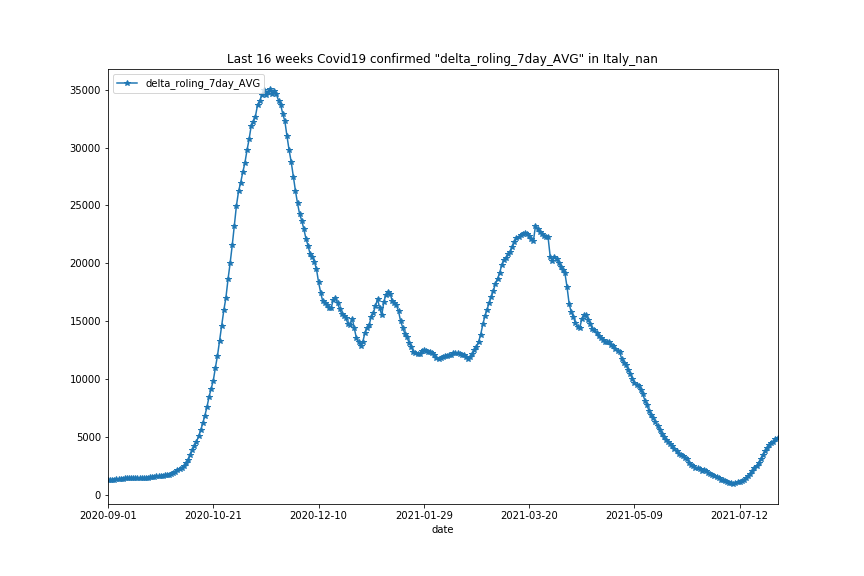 Last 16 weeks Covid19 confirmed "delta_roling_7day_AVG" in Italy_nan
delta_roling_7day_AVG
35000
30000
25000
20000
15000
10000
5000
0
2020-09-01 2020-10-21 2020-12-10 2021-01-29 2021-03-20 2021-05-09 2021-07-12
date